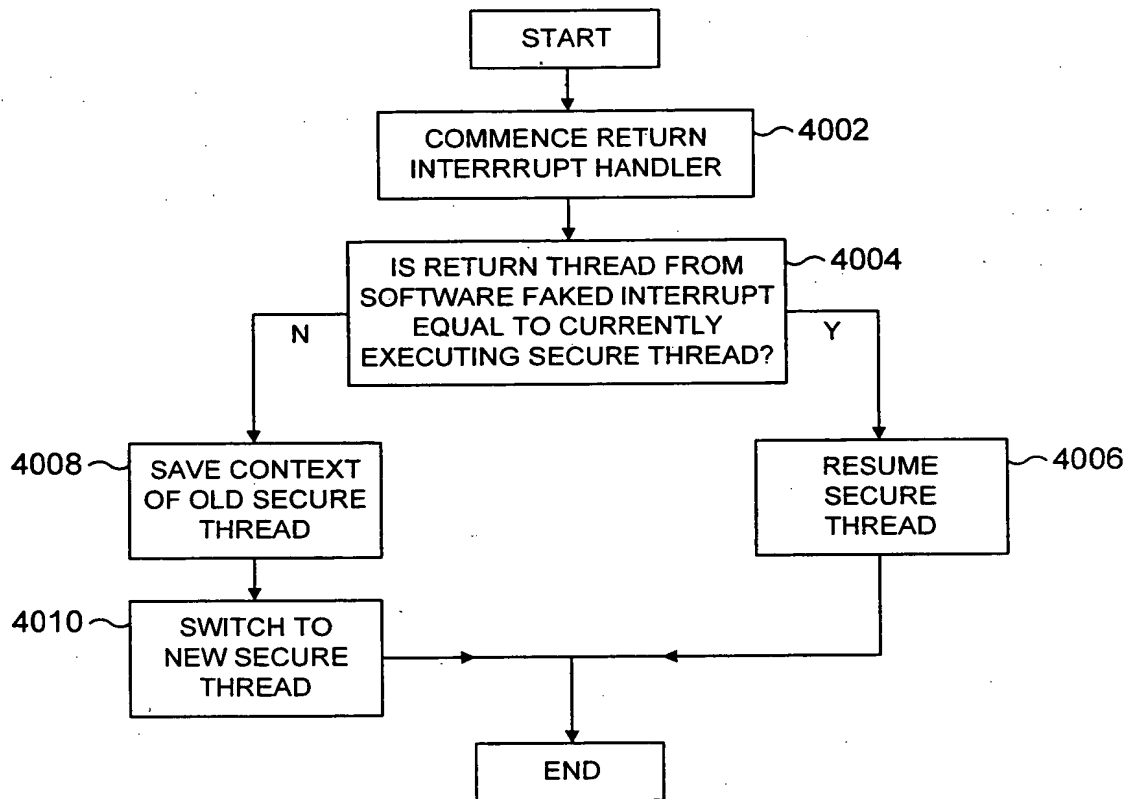 START
COMMENCE RETURN
INTERRRUPT HANDLER
4002
IS RETURN THREAD FROM
SOFTWARE FAKED INTERRUPT
EQUAL TO CURRENTLY
EXECUTING SECURE THREAD?
4004
N
Y
4008
SAVE CONTEXT
OF OLD SECURE
THREAD
RESUME
SECURE
THREAD
4006
4010
SWITCH TO
NEW SECURE
THREAD
END